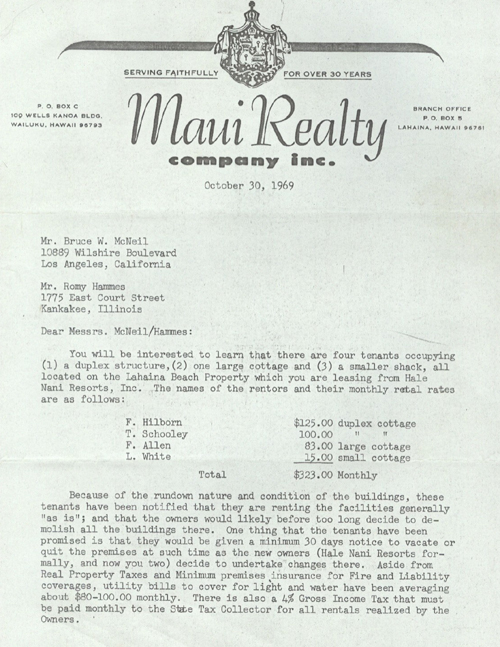 SERVING FAITHFULLY FOR OVER 30 YEARS
P. O. BOX C
100 WELLS KANOA BLDG.
WAILUKU, HAWAII 96793
Maui Realty
company inc.
BRANCH OFFICE
P. O. BOX B
LAHAINA, HAWAII 96761
October 30, 1969
Mr. Bruce W. McNeil
10889 Wilshire Boulevard
Los Angeles, California
Mr. Romy Hammes
1775 East Court Street
Kankakee, Illinois
Dear Messrs. McNeil/Hammes:
You will be interested to learn that there are four tenants occupying
(1) a duplex structure,(2) one large cottage and (3) a smaller shack, all
located on the Lahaina Beach Property which you are leasing from Hale
Nani Resorts, Inc. The names of the rentors and their monthly rental rates
are as follows:
F. Hilborn $125.00 duplex cottage
T. Schooley 100.00 " "
F. Allen 83.00 large cottage
L. White 15.00 small cottage
Total $323.00 Monthly
Because of the rundown nature and condition of the buildings, these
tenants have been notified that they are renting the facilities generally
"as is"; and that the owners would likely before too long decide to de-
molish all the buildings there. One thing that the tenants have been
promised is that they would be given a minimum 30 days notice to vacate or
quit the premises at such time as the new owners (Hale Nani Resorts for-
mally, and now you two) decide to undertake changes there. Aside from
Real Property Taxes and Minimum premises insurance for Fire and Liability
coverages, utility bills to cover for light and water have been averaging
about $80-100.00 monthly. There is also a 4% Gross Income Tax that must
be paid monthly to the State Tax Collector for all rentals realized by the
Owners.